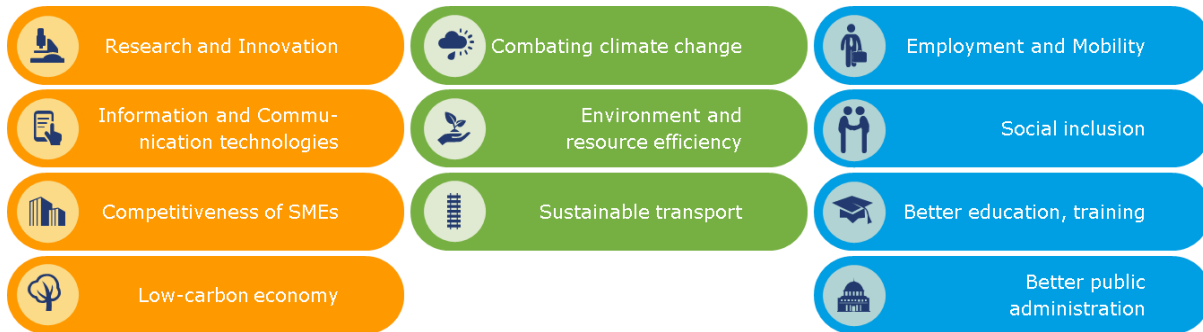 Research and Innovation
Information and Commu-
nication technologies
Competitiveness of SMEs
Low-carbon economy
Combating climate change
Environment and
resource efficiency
Sustainable transport
Employment and Mobility
Social inclusion
Better education, training
Better public
administration